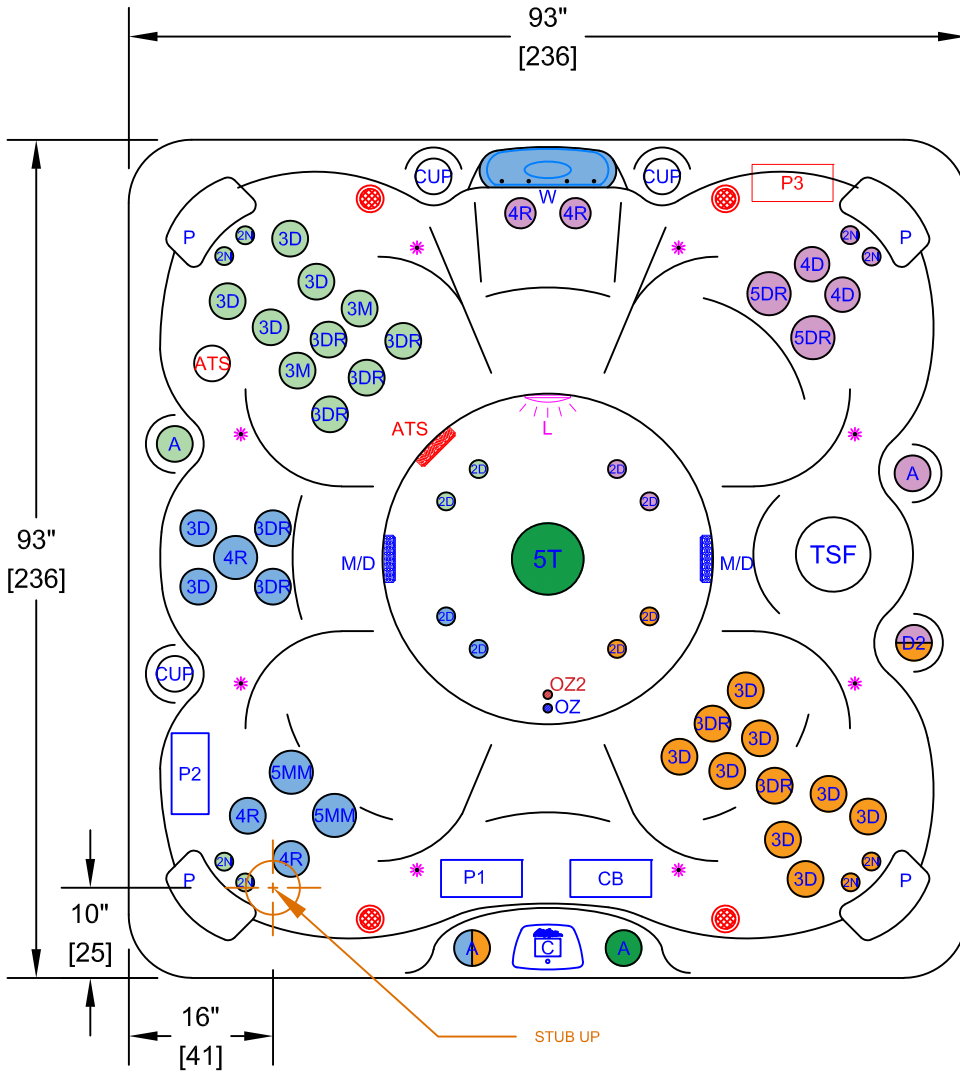 93"
[236]
CUP
W
CUP
P3
4R
4R
P
2N
2N
3D
2N
2N
P
3D
3D
3M
3D
3DR
3DR
3M
3DR
3DR
ATS
4D
5DR
4D
5DR
ATS
L
A
A
2D
2D
2D
2D
93"
[236]
3D
3DR
4R
3D
3DR
M/D
5T
M/D
TSF
2D
2D
2D
2D
D2
CUP
OZ2
OZ
3D
3DR
3D
3D
3D
3DR
3D
3D
3D
3D
P2
5MM
4R
5MM
4R
P
2N
2N
P1
CB
2N
2N
P
10"
[25]
A
C
A
16"
[41]
STUB UP